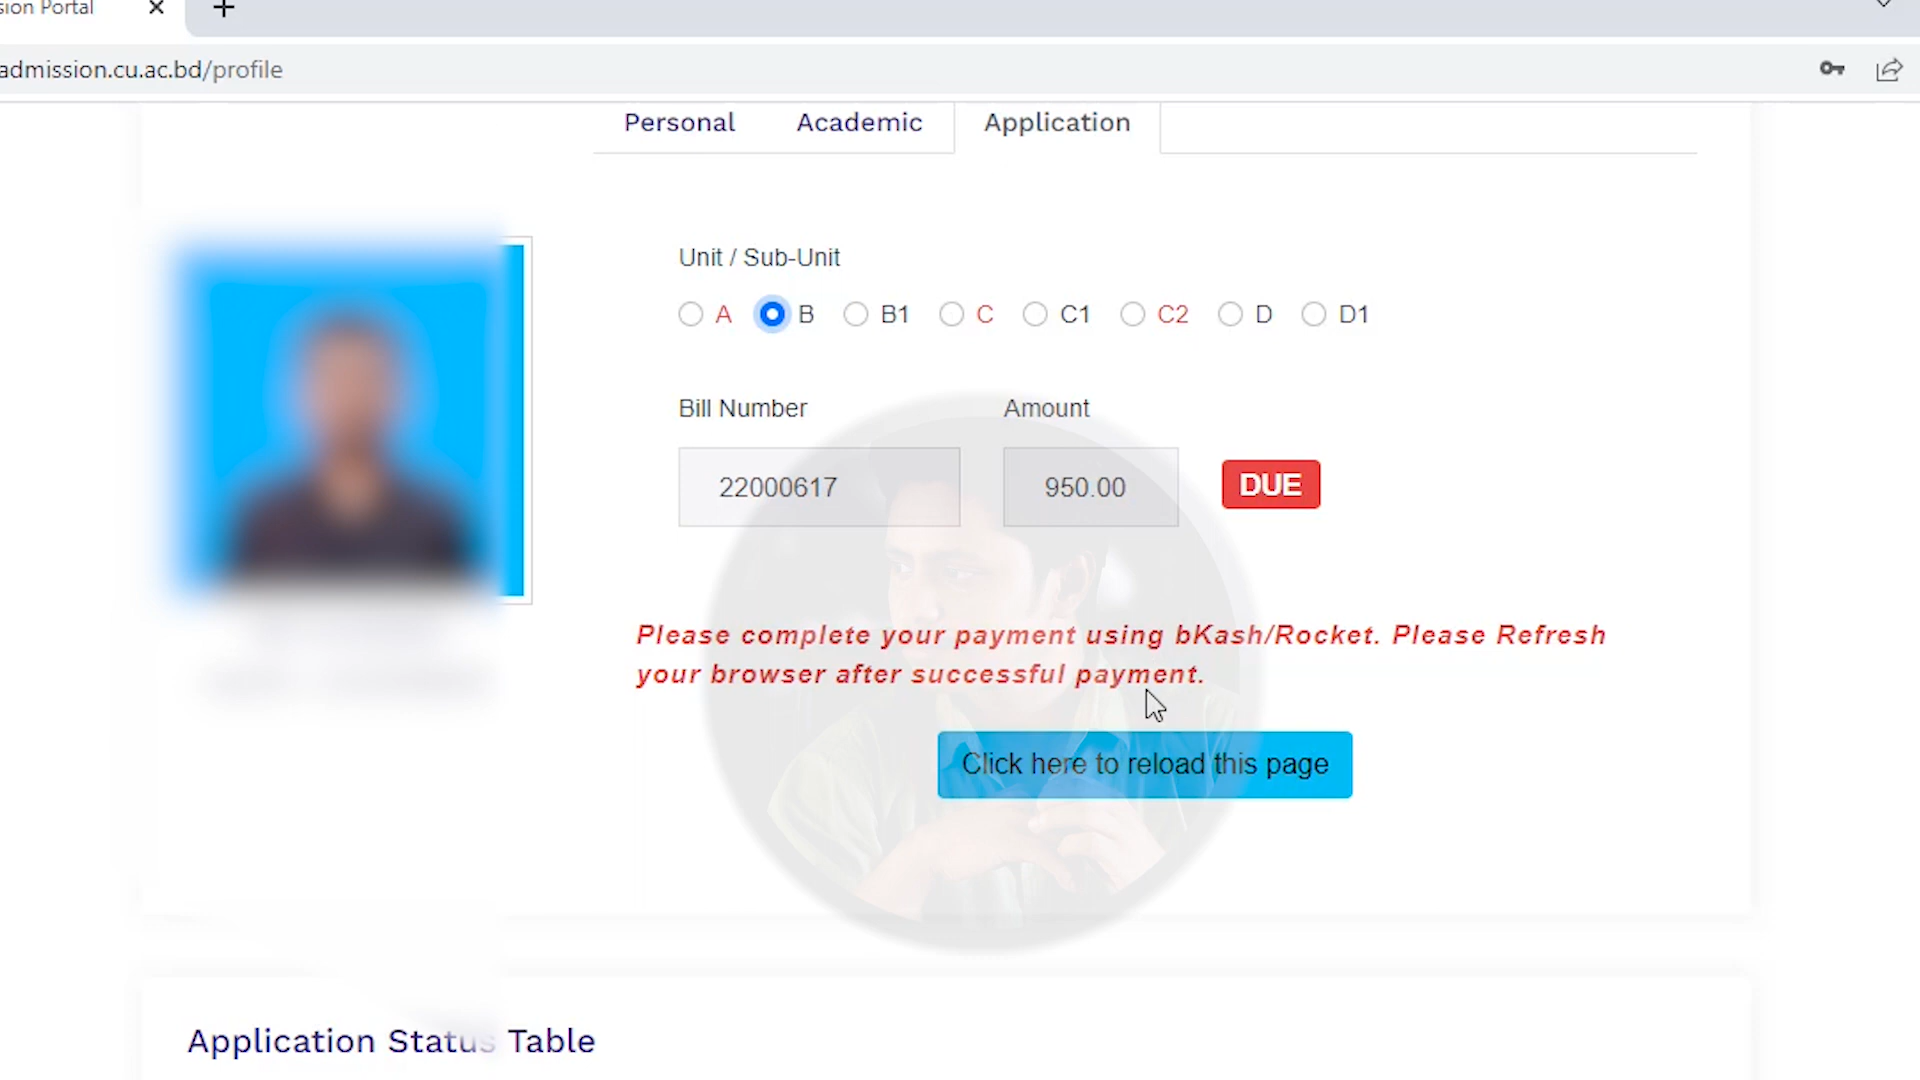 sion Portal
admission.cu.ac.bd/profile
Personal Academic Application
Unit / Sub-Unit
A B B1 C C1 C2 D D1
Bill Number Amount
22000617 950.00 DUE
Please complete your payment using bKash/Rocket. Please Refresh
your browser after successful payment.
Click here to reload this page
Application Status Table